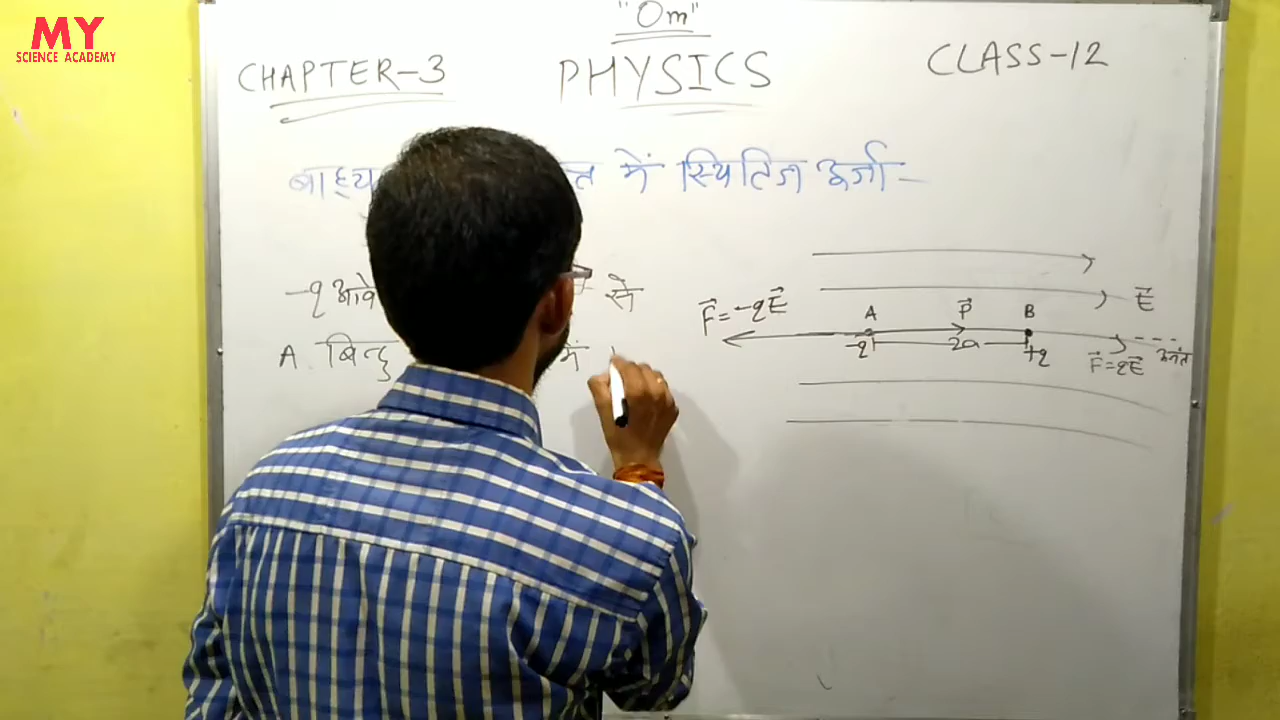 MY
SCIENCE ACADEMY
"Om"
CHAPTER-3 PHYSICS CLASS-12
बाह्य में स्थितिज ऊर्जा -
-q आवे से
A. बिन्दु में
E⃗
F⃗=-qE⃗ A P⃗ B
-q 2a +q F⃗=qE⃗ अनंत